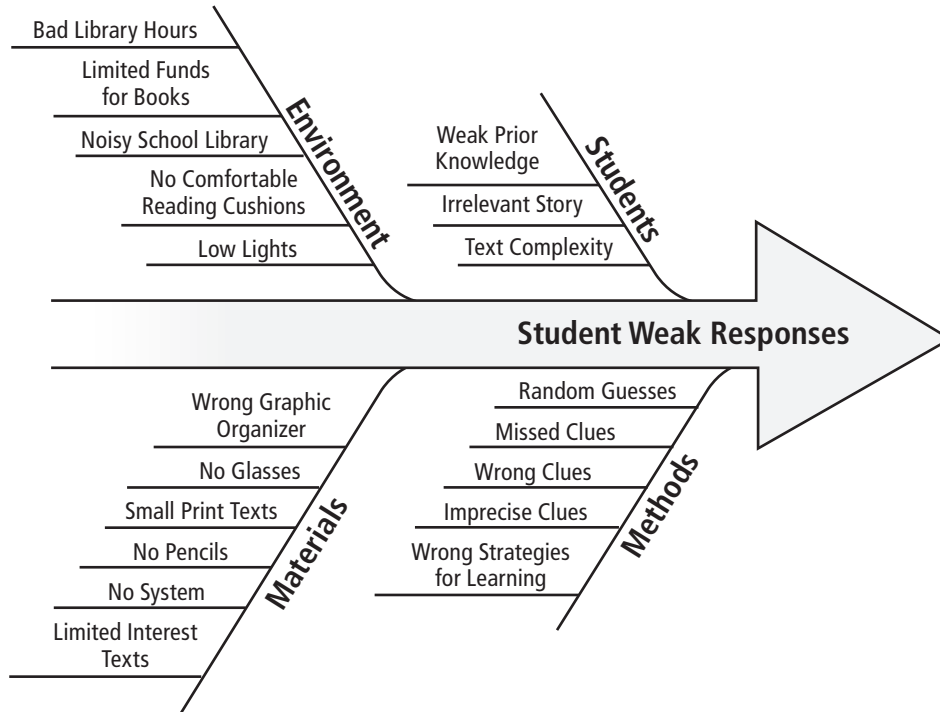 Bad Library Hours
Limited Funds
for Books
Noisy School Library
No Comfortable
Reading Cushions
Low Lights
Environment
Weak Prior
Knowledge
Irrelevant Story
Text Complexity
Students
Student Weak Responses
Wrong Graphic
Organizer
No Glasses
Small Print Texts
No Pencils
No System
Limited Interest
Texts
Materials
Random Guesses
Missed Clues
Wrong Clues
Imprecise Clues
Wrong Strategies
for Learning
Methods